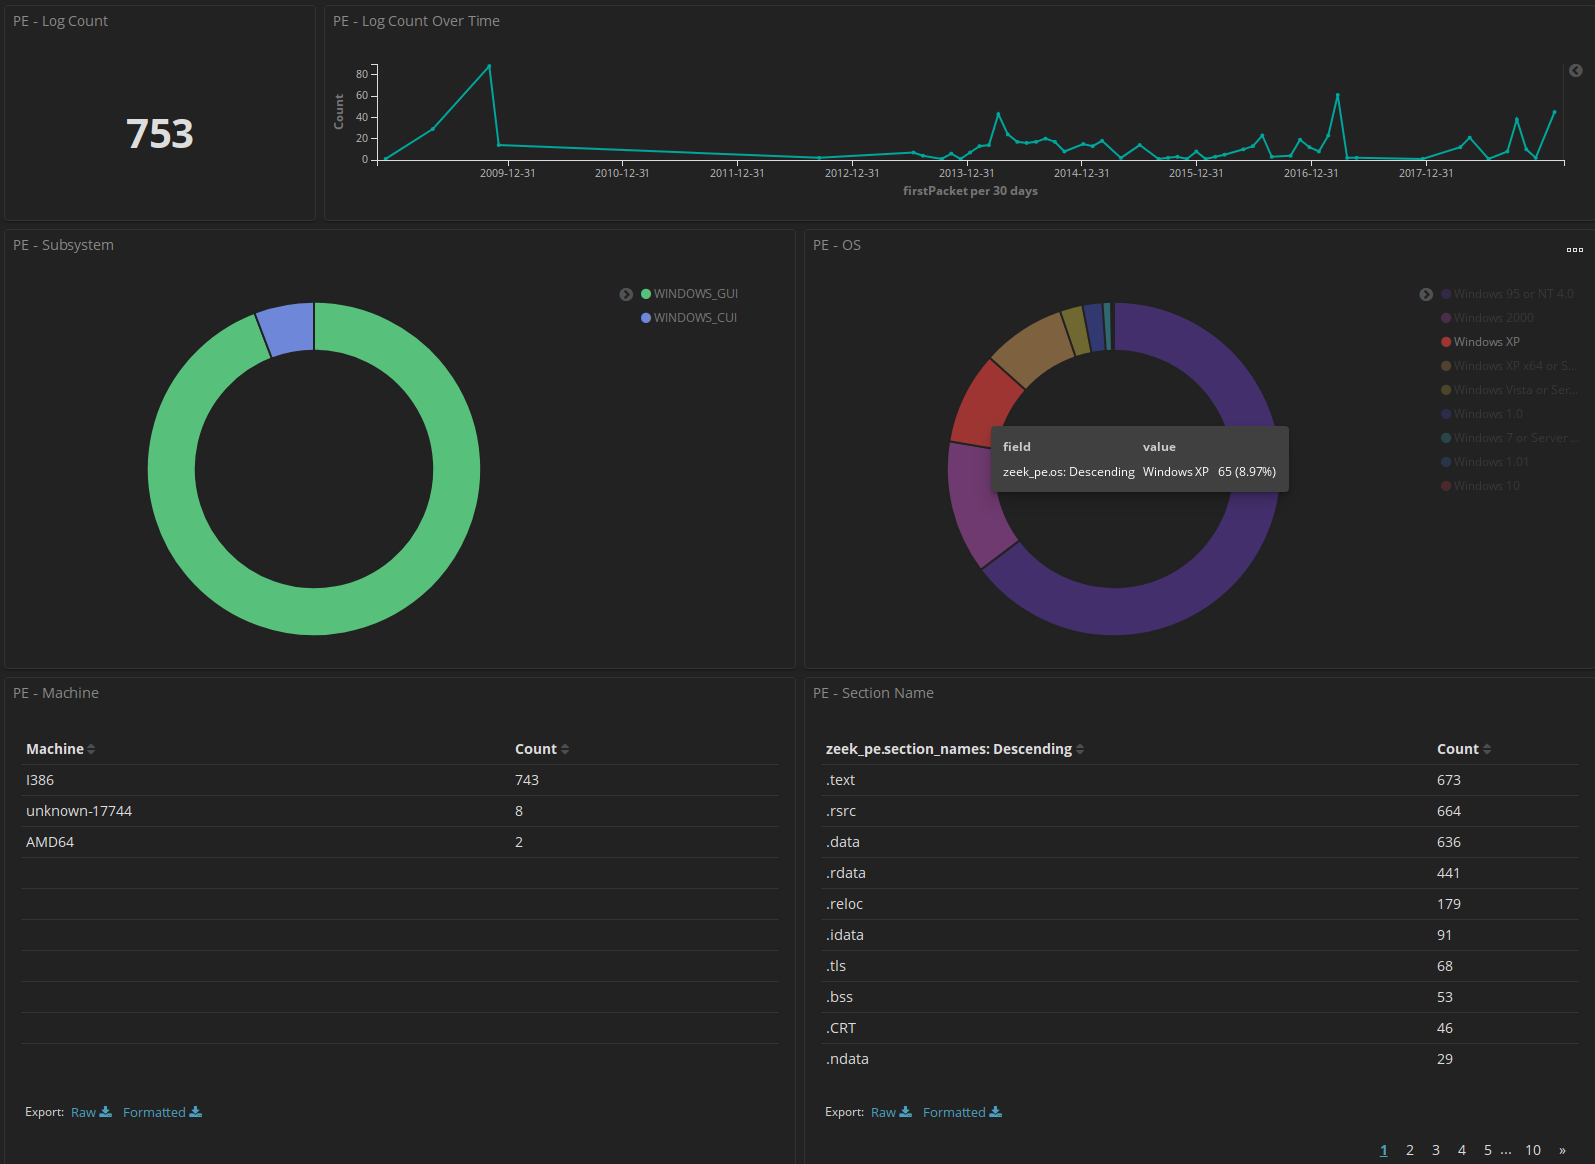 PE - Log Count
753
PE - Log Count Over Time
Count
80
60
40
20
0
2009-12-31 2010-12-31 2011-12-31 2012-12-31 2013-12-31 2014-12-31 2015-12-31 2016-12-31 2017-12-31
firstPacket per 30 days
PE - Subsystem
WINDOWS_GUI
WINDOWS_CUI
PE - OS
Windows 95 or NT 4.0
Windows 2000
Windows XP
Windows XP x64 or S...
Windows Vista or Ser...
Windows 1.0
Windows 7 or Server ...
Windows 1.01
Windows 10
field value
zeek_pe.os: Descending Windows XP 65 (8.97%)
PE - Machine
Machine Count
I386 743
unknown-17744 8
AMD64 2
Export: Raw Formatted
PE - Section Name
zeek_pe.section_names: Descending Count
.text 673
.rsrc 664
.data 636
.rdata 441
.reloc 179
.idata 91
.tls 68
.bss 53
.CRT 46
.ndata 29
Export: Raw Formatted
1 2 3 4 5 ... 10 »